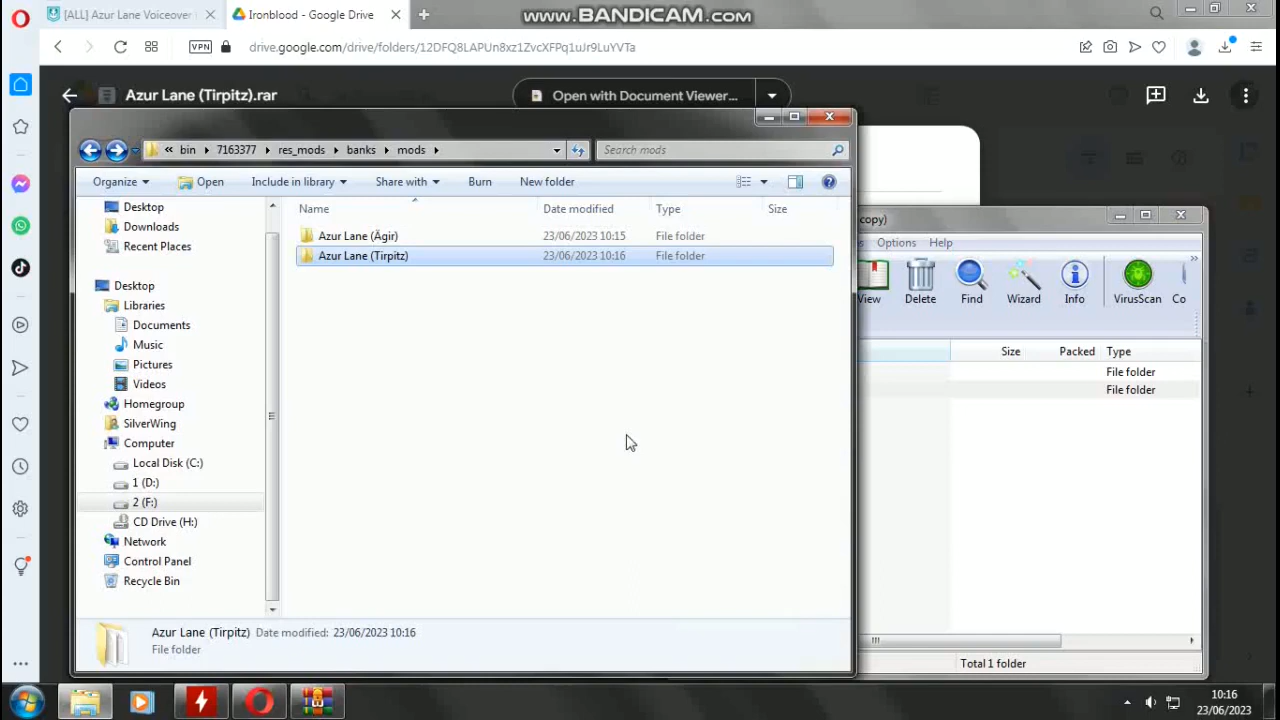 [ALL] Azur Lane Voiceover
Ironblood - Google Drive
www.BANDICAM.com
VPN
drive.google.com/drive/folders/12DFQ8LAPUn8xz1ZvcXFPq1uJr9LuYVTa
Azur Lane (Tirpitz).rar
Open with Document Viewer...
« bin
7163377
res_mods
banks
mods
Search mods
Organize
Open
Include in library
Share with
Burn
New folder
Name
Date modified
Type
Size
Azur Lane (Ägir)
23/06/2023 10:15
File folder
Azur Lane (Tirpitz)
23/06/2023 10:16
File folder
Desktop
Downloads
Recent Places
Desktop
Libraries
Documents
Music
Pictures
Videos
Homegroup
SilverWing
Computer
Local Disk (C:)
1 (D:)
2 (F:)
CD Drive (H:)
Network
Control Panel
Recycle Bin
Azur Lane (Tirpitz)
Date modified: 23/06/2023 10:16
File folder
copy)
s
Options
Help
View
Delete
Find
Wizard
Info
VirusScan
Co
Size
Packed
Type
File folder
File folder
Total 1 folder
10:16
23/06/2023